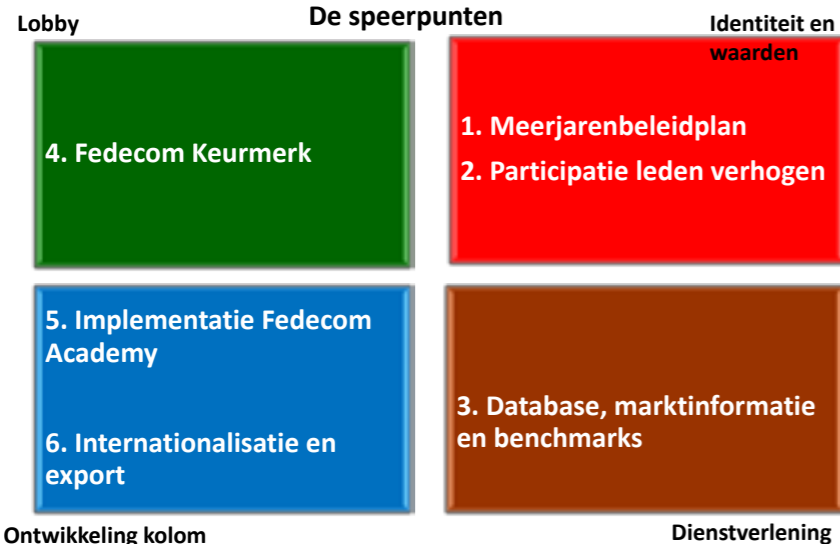 De speerpunten
Lobby
Identiteit en
waarden
4. Fedecom Keurmerk
1. Meerjarenbeleidplan
2. Participatie leden verhogen
5. Implementatie Fedecom
Academy
6. Internationalisatie en
export
3. Database, marktinformatie
en benchmarks
Ontwikkeling kolom
Dienstverlening